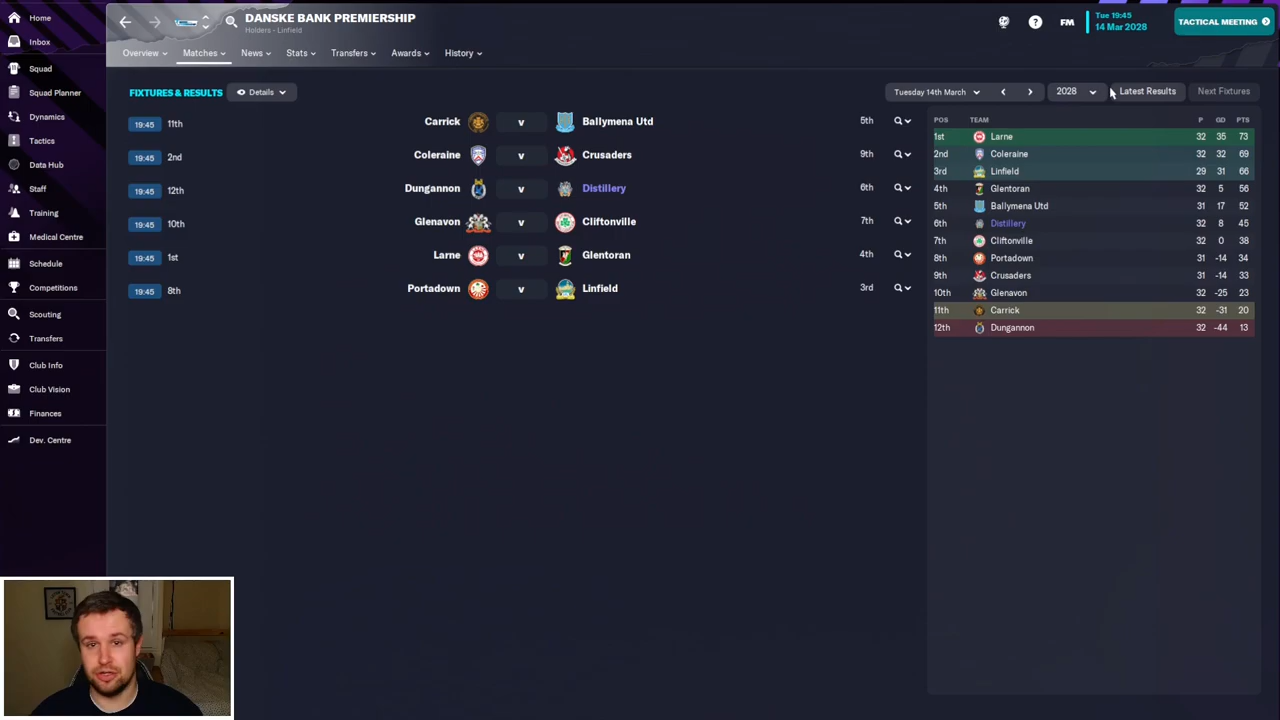 Home
Inbox
Squad
Squad Planner
Dynamics
Tactics
Data Hub
Staff
Training
Medical Centre
Schedule
Competitions
Scouting
Transfers
Club Info
Club Vision
Finances
Dev. Centre
DANSKE BANK PREMIERSHIP
Holders - Linfield
FM
Tue 19:45
14 Mar 2028
TACTICAL MEETING
Overview Matches News Stats Transfers Awards History
FIXTURES & RESULTS Details Tuesday 14th March 2028 Latest Results Next Fixtures
19:45 11th Carrick v Ballymena Utd 5th
19:45 2nd Coleraine v Crusaders 9th
19:45 12th Dungannon v Distillery 6th
19:45 10th Glenavon v Cliftonville 7th
19:45 1st Larne v Glentoran 4th
19:45 8th Portadown v Linfield 3rd
POS TEAM P GD PTS
1st Larne 32 35 73
2nd Coleraine 32 32 69
3rd Linfield 29 31 66
4th Glentoran 32 5 56
5th Ballymena Utd 31 17 52
6th Distillery 32 8 45
7th Cliftonville 32 0 38
8th Portadown 31 -14 34
9th Crusaders 31 -14 33
10th Glenavon 32 -25 23
11th Carrick 32 -31 20
12th Dungannon 32 -44 13